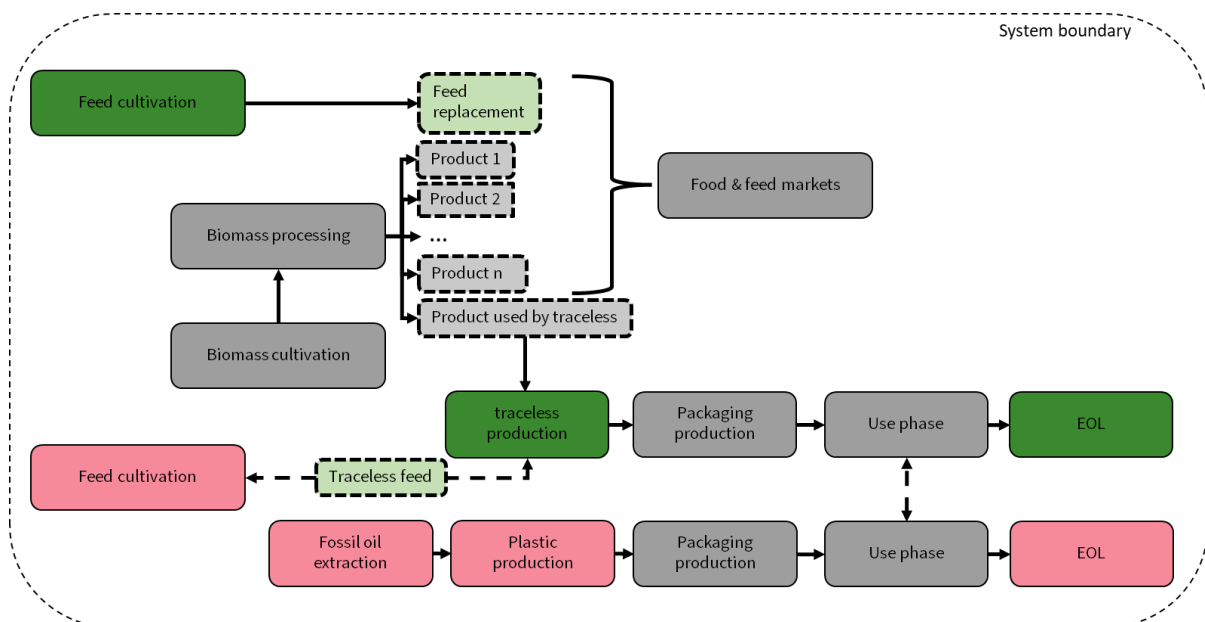 System boundary
Feed cultivation
Feed
replacement
Product 1
Product 2
Food & feed markets
Biomass processing
...
Product n
Product used by traceless
Biomass cultivation
traceless
production
Packaging
production
Use phase
EOL
Feed cultivation
Traceless feed
Fossil oil
extraction
Plastic
production
Packaging
production
Use phase
EOL